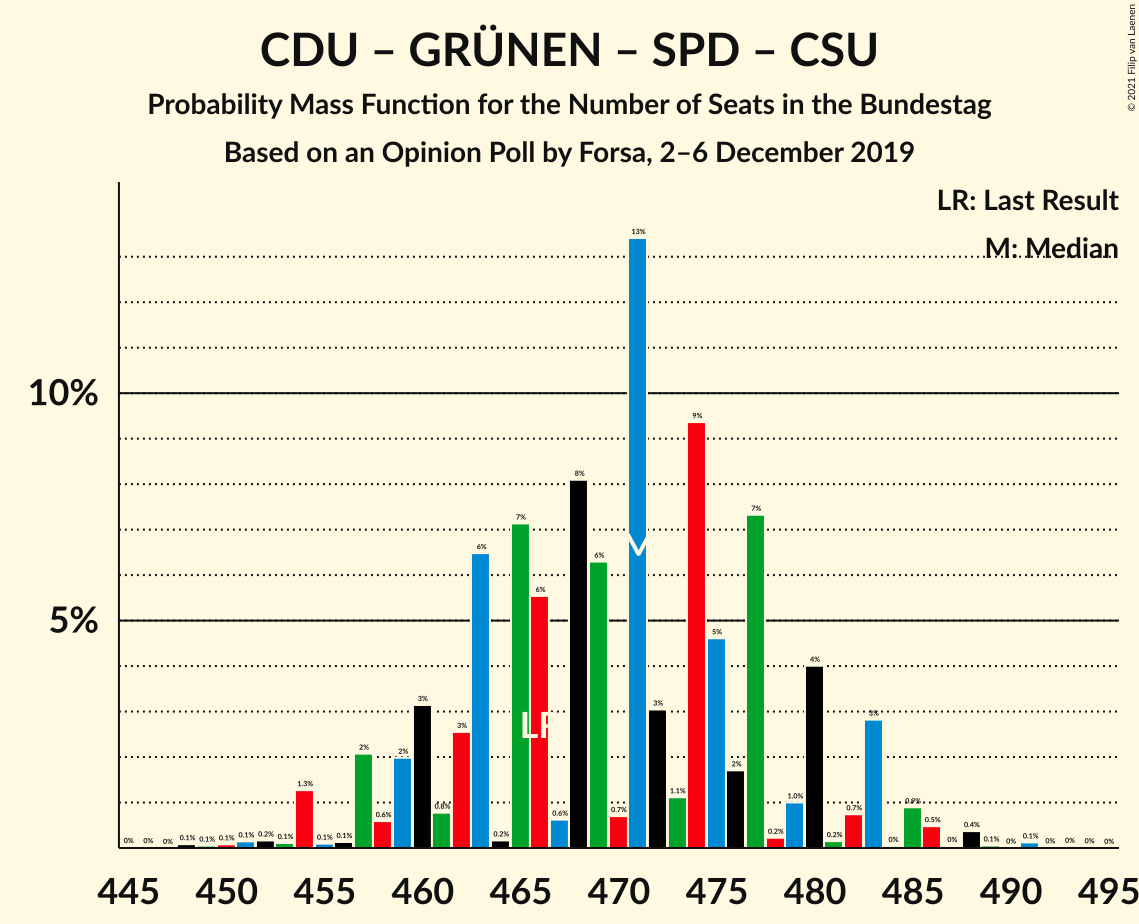 CDU – GRÜNEN – SPD – CSU
Probability Mass Function for the Number of Seats in the Bundestag
Based on an Opinion Poll by Forsa, 2–6 December 2019
© 2021 Filip van Laenen
LR: Last Result
M: Median
10%
5%
0% 0% 0% 0.1% 0.1% 0.1% 0.1% 0.2% 0.1% 1.3% 0.1% 0.1% 2% 0.6% 2% 3% 0.8% 3% 6% 0.2% 7% 6% 0.6% 8% 6% 0.7% 13% 3% 1.1% 9% 5% 2% 7% 0.2% 1.0% 4% 0.2% 0.7% 3% 0% 0.9% 0.5% 0% 0.4% 0.1% 0% 0.1% 0% 0% 0% 0%
LR
445 450 455 460 465 470 475 480 485 490 495